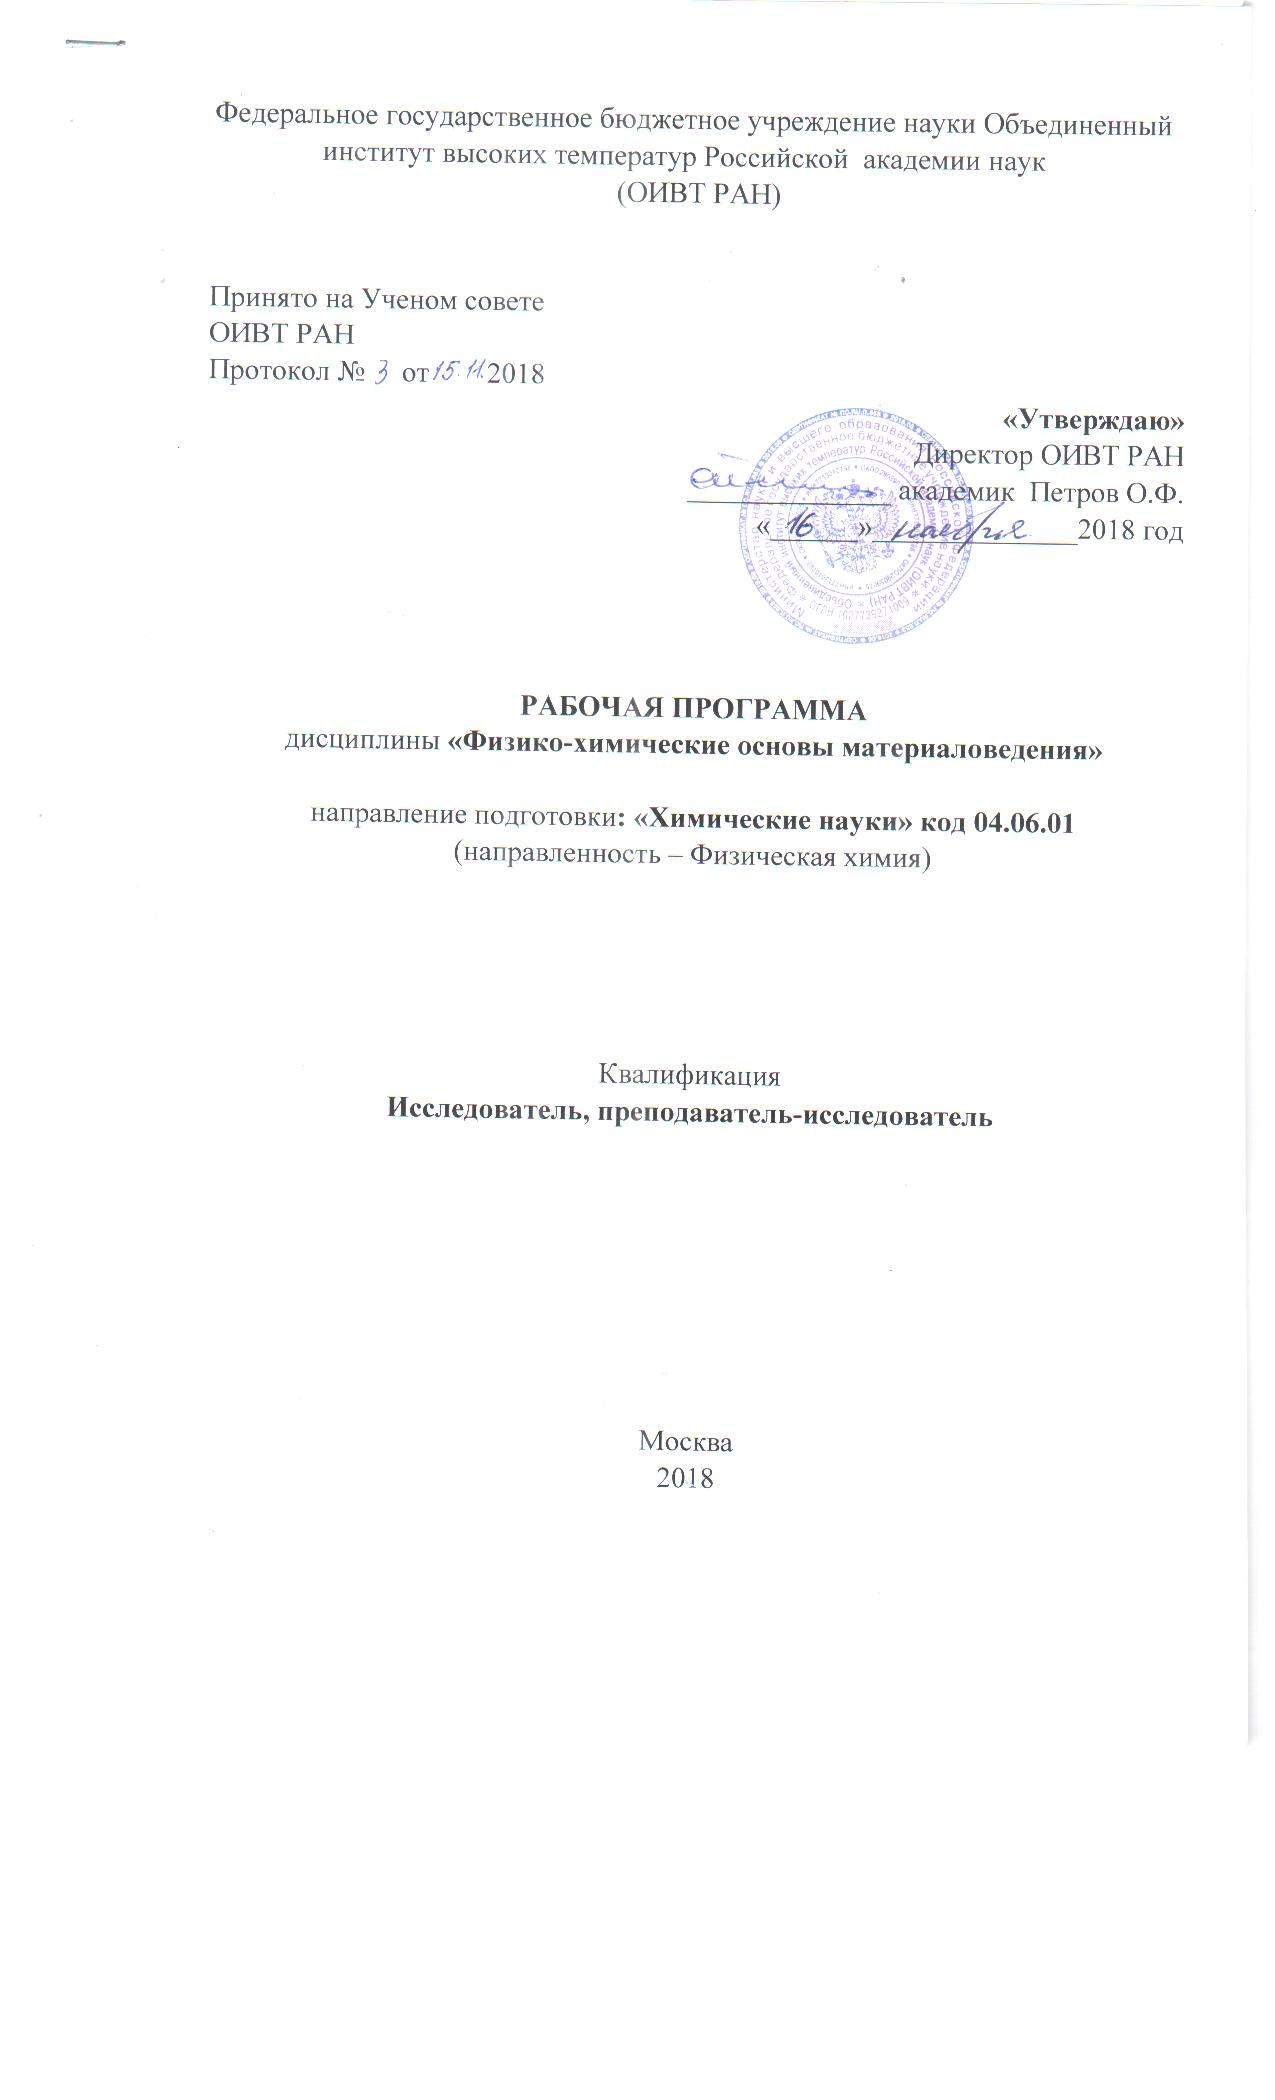 Федеральное государственное бюджетное учреждение науки Объединенный
институт высоких температур Российской академии наук
(ОИВТ РАН)
Принято на Ученом совете
ОИВТ РАН
Протокол № 3 от 15.11.2018
«Утверждаю»
Директор ОИВТ РАН
академик Петров О.Ф.
«16» ноября 2018 год
РАБОЧАЯ ПРОГРАММА
дисциплины «Физико-химические основы материаловедения»
направление подготовки: «Химические науки» код 04.06.01
(направленность – Физическая химия)
Квалификация
Исследователь, преподаватель-исследователь
Москва
2018